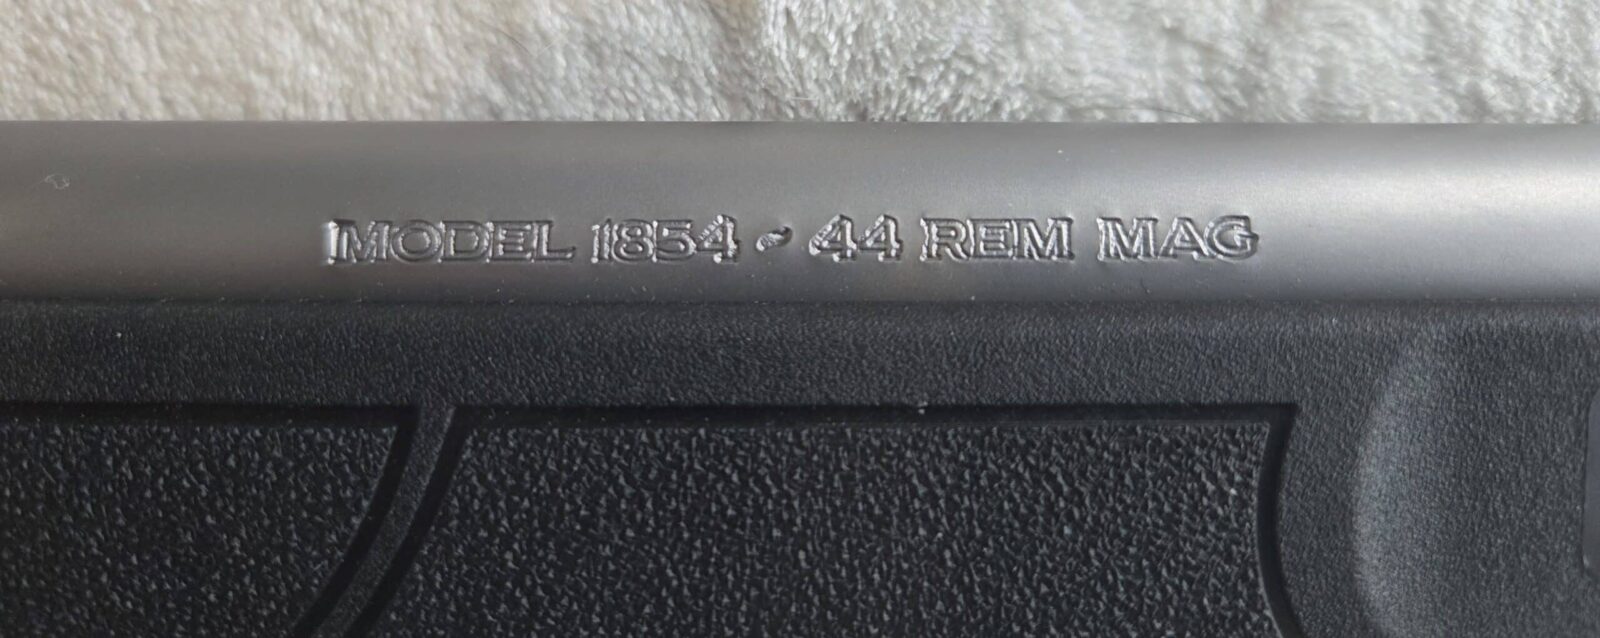 MODEL 1854 - 44 REM MAG